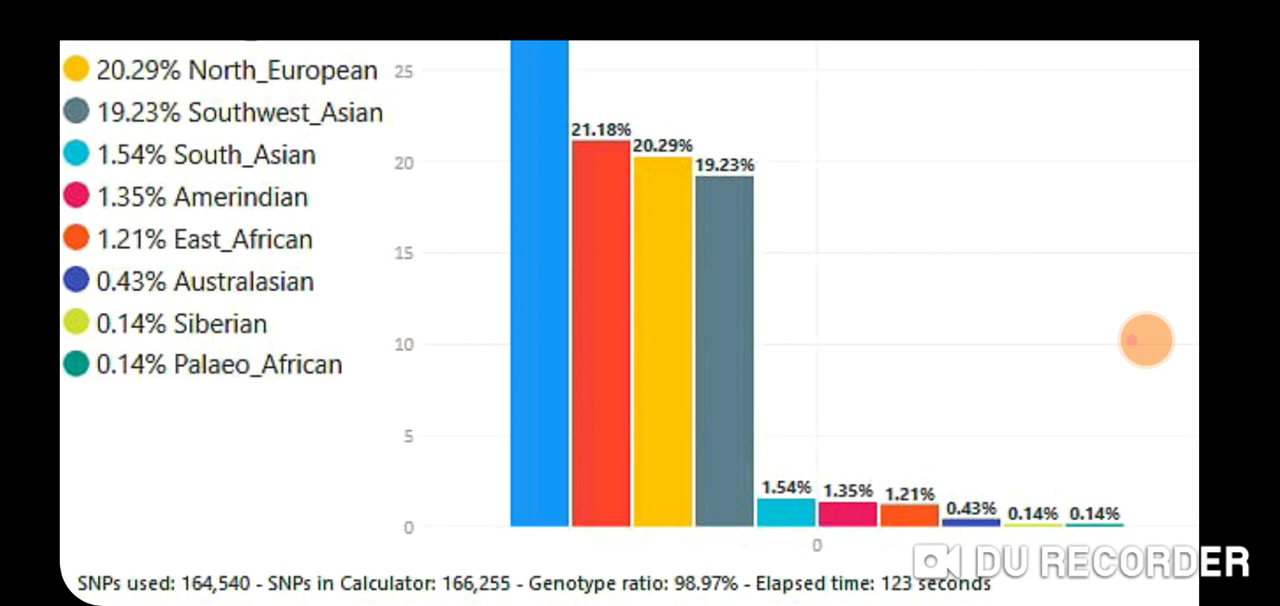 20.29% North_European
19.23% Southwest_Asian
1.54% South_Asian
1.35% Amerindian
1.21% East_African
0.43% Australasian
0.14% Siberian
0.14% Palaeo_African
25
20
15
10
5
0
21.18%
20.29%
19.23%
1.54%
1.35%
1.21%
0.43%
0.14%
0.14%
0
DU RECORDER
SNPs used: 164,540 - SNPs in Calculator: 166,255 - Genotype ratio: 98.97% - Elapsed time: 123 seconds